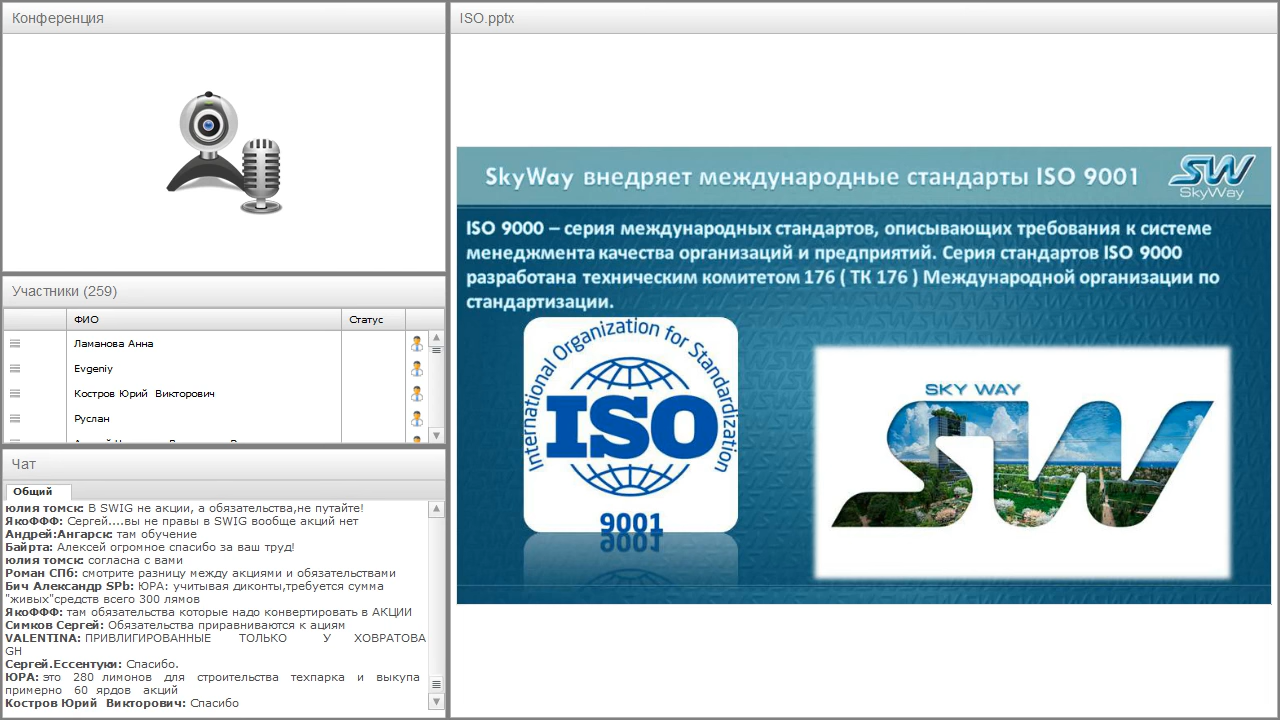 Конференция
Участники (259)
ФИО Статус
Ламанова Анна
Evgeniy
Костров Юрий Викторович
Руслан
Чат
Общий
юлия томск: В SWIG не акции, а обязательства,не путайте!
ЯкоФФФ: Сергей....вы не правы в SWIG вообще акций нет
Андрей:Ангарск: там обучение
Байрта: Алексей огромное спасибо за ваш труд!
юлия томск: согласна с вами
Роман СПб: смотрите разницу между акциями и обязательствами
Бич Александр SPb: ЮРА: учитывая диконты,требуется сумма
"живых"средств всего 300 лямов
ЯкоФФФ: там обязательства которые надо конвертировать в АКЦИИ
Симков Сергей: Обязательства приравниваются к ациям
VALENTINA: ПРИВЛИГИРОВАННЫЕ ТОЛЬКО У ХОВРАТОВА
GH
Сергей.Ессентуки: Спасибо.
ЮРА: это 280 лимонов для строительства техпарка и выкупа
примерно 60 ярдов акций
Костров Юрий Викторович: Спасибо
ISO.pptx
SkyWay внедряет международные стандарты ISO 9001
SW
SkyWay
ISO 9000 – серия международных стандартов, описывающих требования к системе
менеджмента качества организаций и предприятий. Серия стандартов ISO 9000
разработана техническим комитетом 176 ( ТК 176 ) Международной организации по
стандартизации.
International Organization for Standardization
ISO
9001
SKY WAY
SW